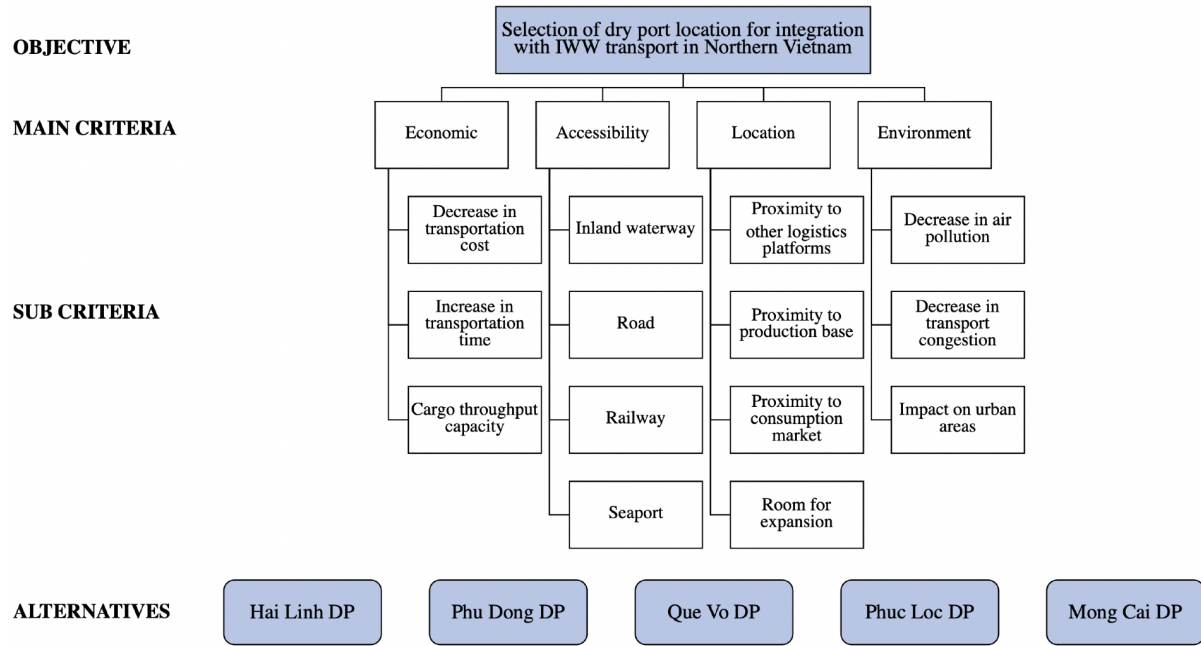 OBJECTIVE
Selection of dry port location for integration
with IWW transport in Northern Vietnam
MAIN CRITERIA
Economic
Accessibility
Location
Environment
SUB CRITERIA
Decrease in
transportation
cost
Increase in
transportation
time
Cargo throughput
capacity
Inland waterway
Road
Railway
Seaport
Proximity to
other logistics
platforms
Proximity to
production base
Proximity to
consumption
market
Room for
expansion
Decrease in air
pollution
Decrease in
transport
congestion
Impact on urban
areas
ALTERNATIVES
Hai Linh DP
Phu Dong DP
Que Vo DP
Phuc Loc DP
Mong Cai DP